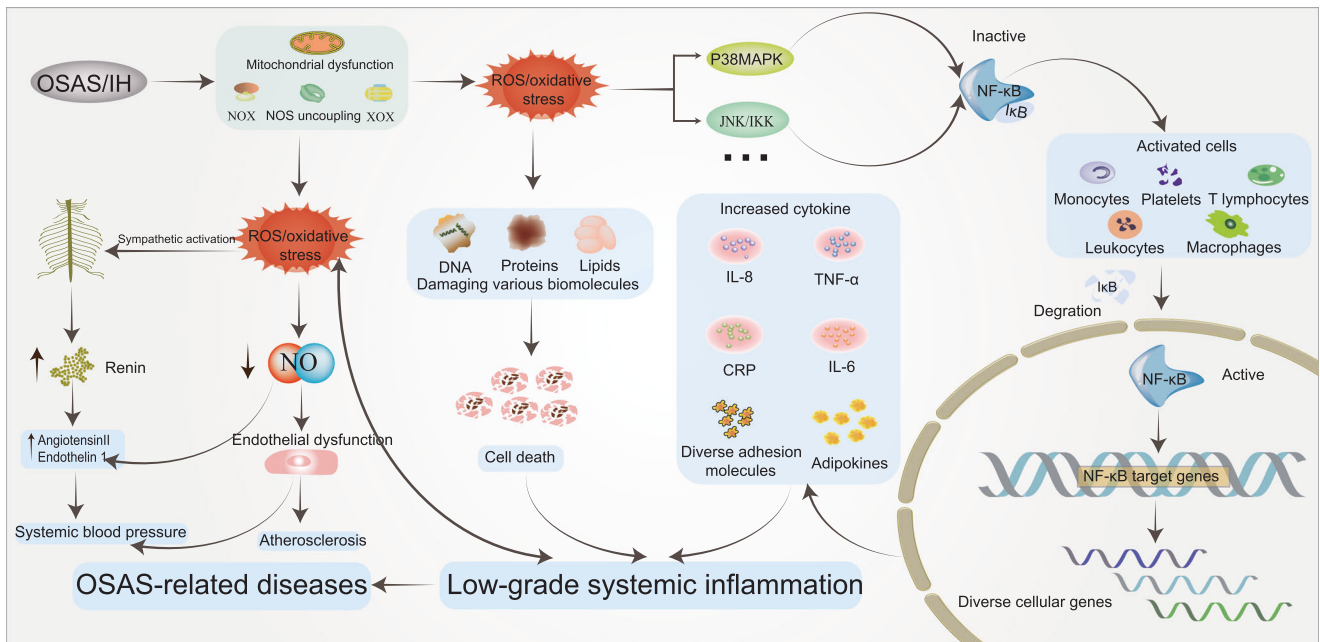 OSAS/IH
Mitochondrial dysfunction
NOX
NOS uncoupling
XOX
ROS/oxidative
stress
P38MAPK
JNK/IKK
...
Inactive
NF-κB
IκB
Activated cells
Monocytes
Platelets
T lymphocytes
Leukocytes
Macrophages
IκB
Degration
NF-κB
Active
NF-κB target genes
Diverse cellular genes
Sympathetic activation
ROS/oxidative
stress
Renin
NO
AngiotensinII
Endothelin 1
Endothelial dysfunction
Systemic blood pressure
Atherosclerosis
DNA
Proteins
Lipids
Damaging various biomolecules
Cell death
Increased cytokine
IL-8
TNF-α
CRP
IL-6
Diverse adhesion
molecules
Adipokines
OSAS-related diseases
Low-grade systemic inflammation